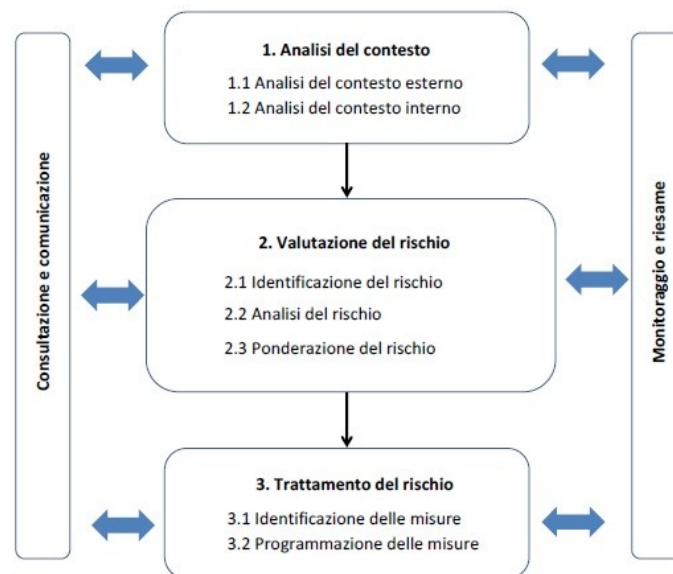 Consultazione e comunicazione
1. Analisi del contesto
1.1 Analisi del contesto esterno
1.2 Analisi del contesto interno
2. Valutazione del rischio
2.1 Identificazione del rischio
2.2 Analisi del rischio
2.3 Ponderazione del rischio
3. Trattamento del rischio
3.1 Identificazione delle misure
3.2 Programmazione delle misure
Monitoraggio e riesame